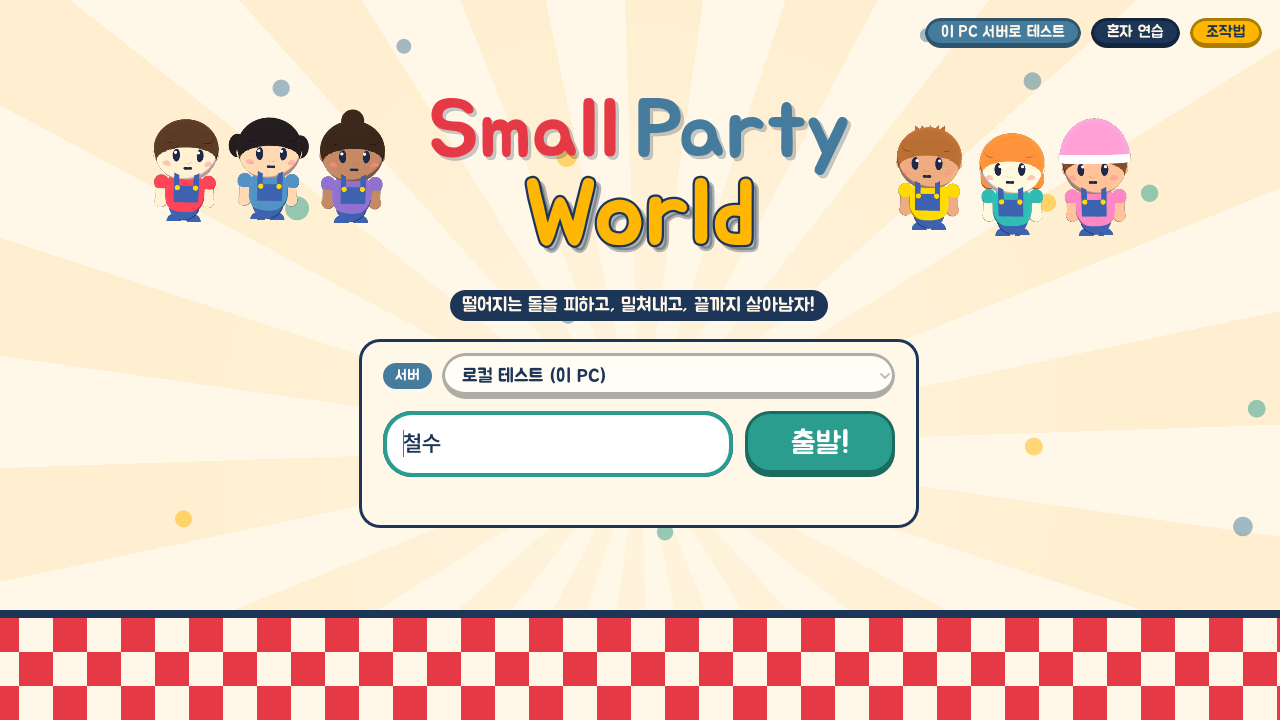 이 PC 서버로 테스트
혼자 연습
조작법
Small Party
World
떨어지는 돌을 피하고, 밀쳐내고, 끝까지 살아남자!
서버
로컬 테스트 (이 PC)
철수
출발!